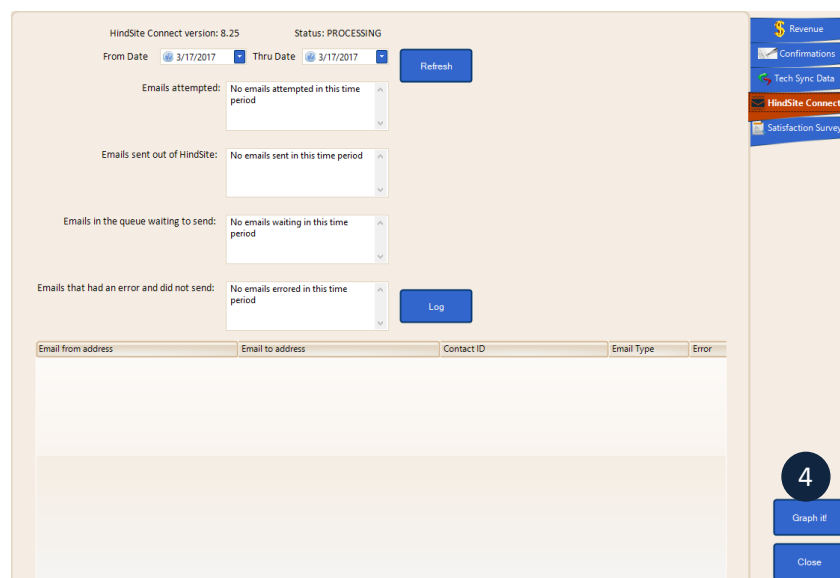 HindSite Connect version: 8.25 Status: PROCESSING
From Date 3/17/2017 Thru Date 3/17/2017
Refresh
Emails attempted: No emails attempted in this time
period
Emails sent out of HindSite: No emails sent in this time period
Emails in the queue waiting to send: No emails waiting in this time
period
Emails that had an error and did not send: No emails errored in this time
period
Log
Email from address Email to address Contact ID Email Type Error
Revenue
Confirmations
Tech Sync Data
HindSite Connect
Satisfaction Survey
4
Graph it!
Close